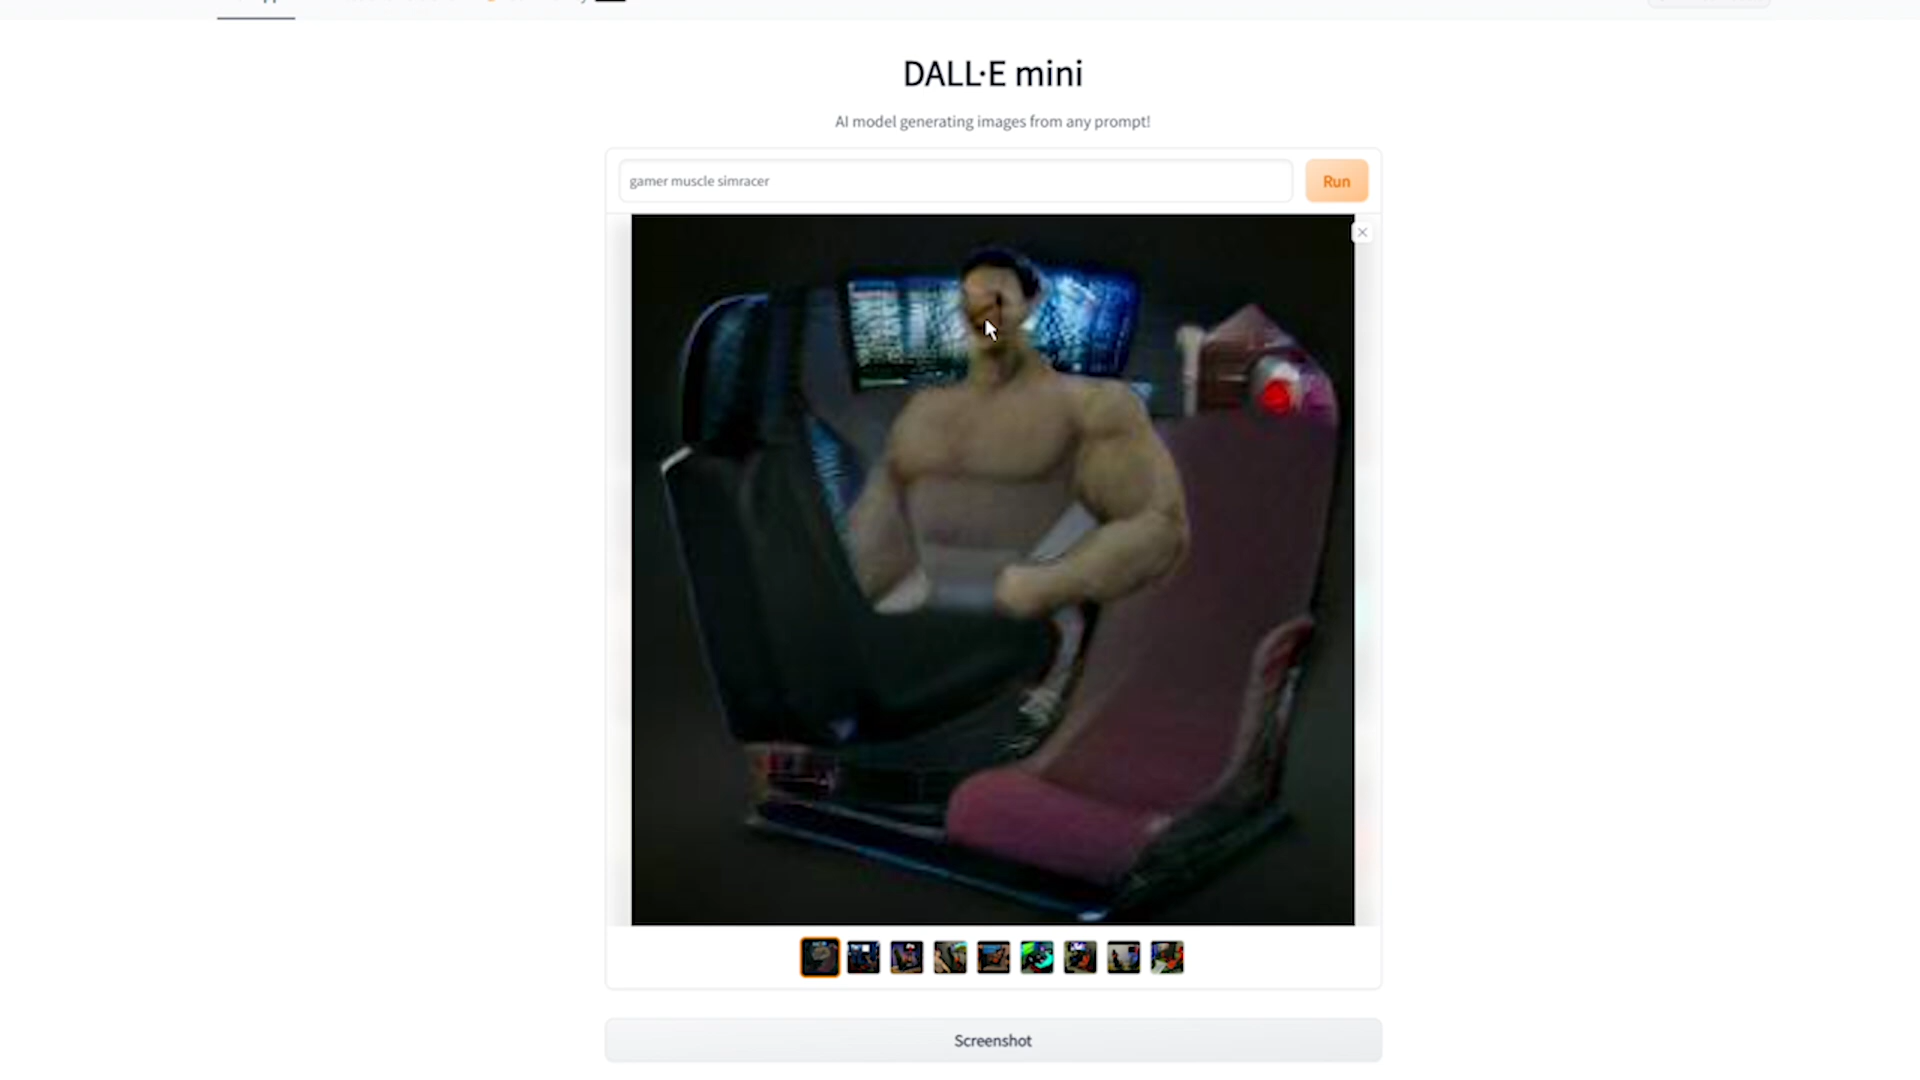 DALL·E mini
AI model generating images from any prompt!
gamer muscle simracer
Run
Screenshot